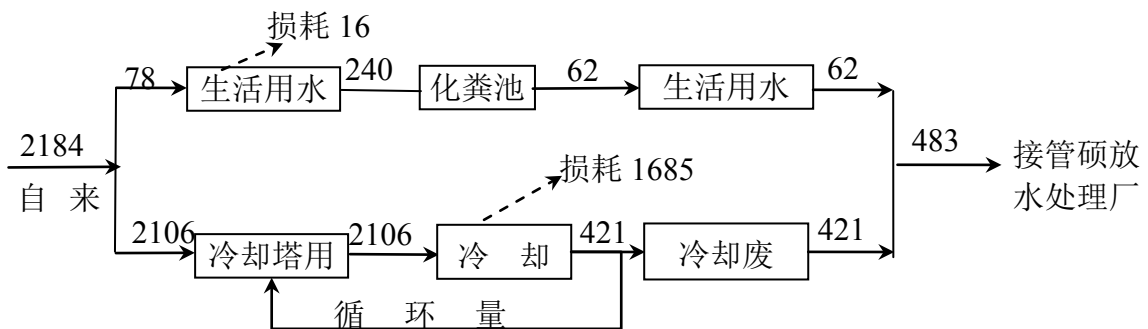 损耗 16
78
生活用水
240
化粪池
62
生活用水
62
2184
自 来
483
接管硕放
水处理厂
损耗 1685
2106
冷却塔用
2106
冷 却
421
冷却废
421
循 环 量